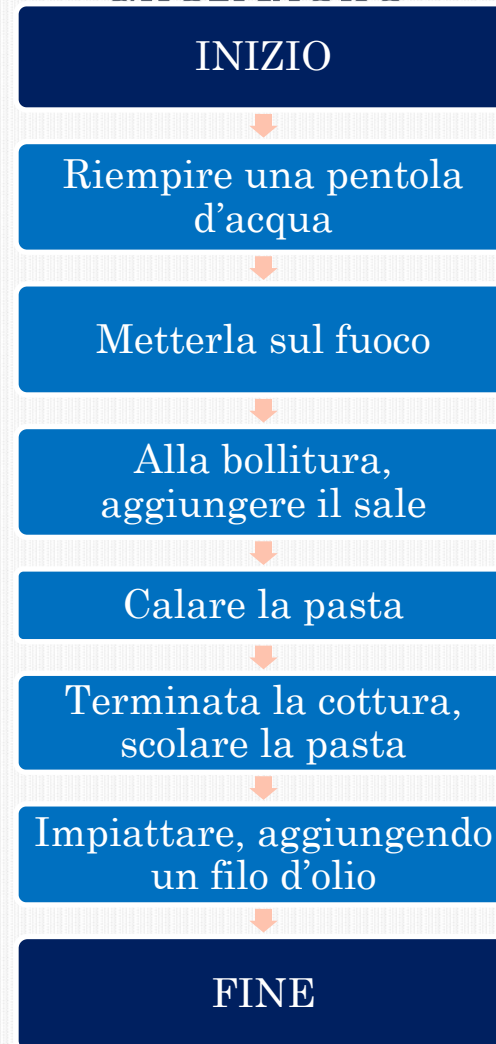 INIZIO
Riempire una pentola
d’acqua
Metterla sul fuoco
Alla bollitura,
aggiungere il sale
Calare la pasta
Terminata la cottura,
scolare la pasta
Impiattare, aggiungendo
un filo d’olio
FINE